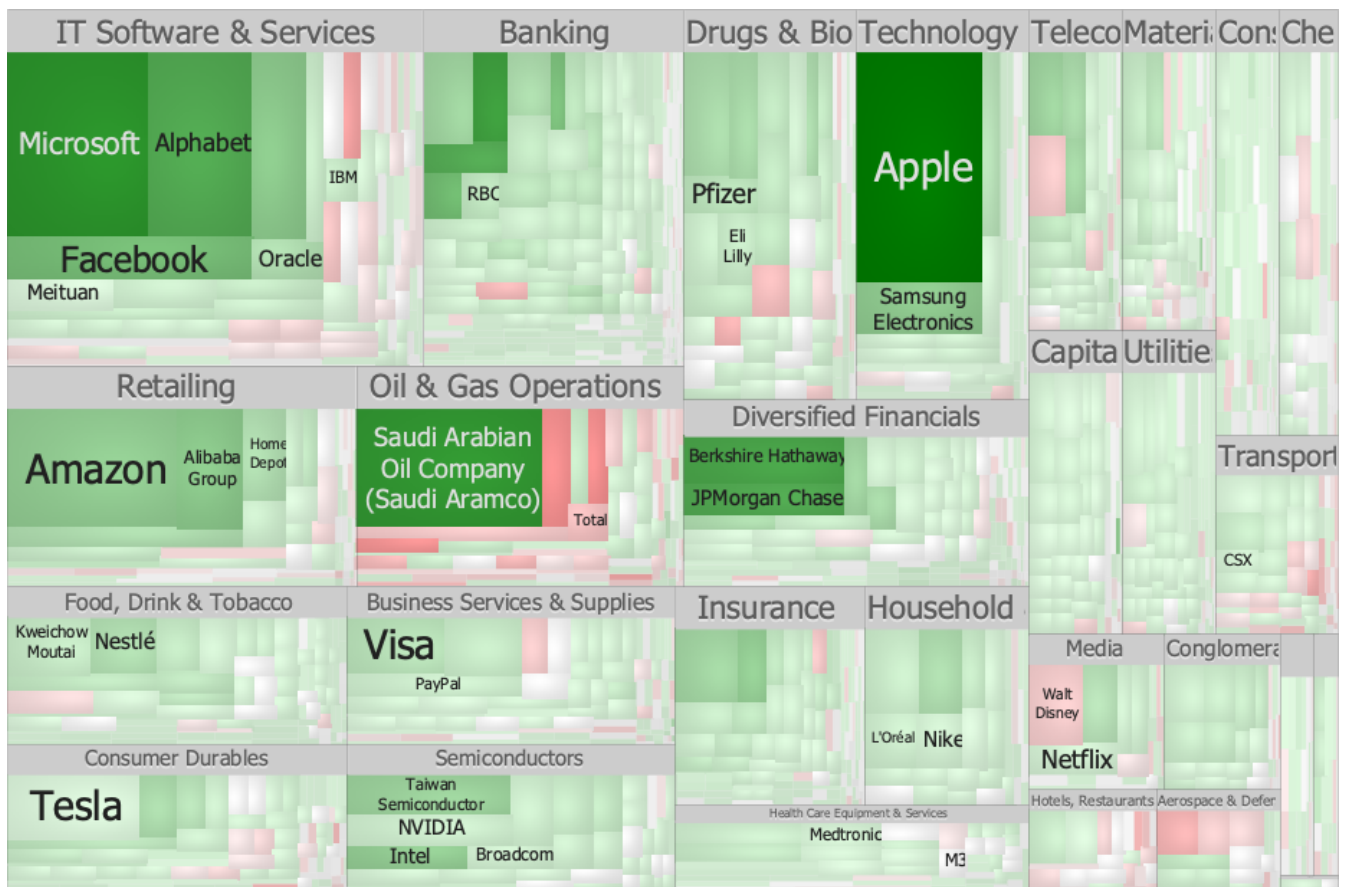 IT Software & Services
Banking
Drugs & Bio
Technology
Teleco
Materi
Cons
Che
Microsoft
Alphabet
IBM
RBC
Pfizer
Eli
Lilly
Apple
Facebook
Oracle
Meituan
Samsung
Electronics
Capita
Utilitie
Retailing
Oil & Gas Operations
Diversified Financials
Amazon
Alibaba
Group
Home
Depot
Saudi Arabian
Oil Company
(Saudi Aramco)
Total
Berkshire Hathaway
JPMorgan Chase
Transport
CSX
Food, Drink & Tobacco
Business Services & Supplies
Insurance
Household
Kweichow
Moutai
Nestlé
Visa
PayPal
L'Oréal
Nike
Media
Conglomera
Walt
Disney
Netflix
Consumer Durables
Semiconductors
Tesla
Taiwan
Semiconductor
NVIDIA
Intel
Broadcom
Health Care Equipment & Services
Medtronic
M3
Hotels, Restaurants
Aerospace & Defen